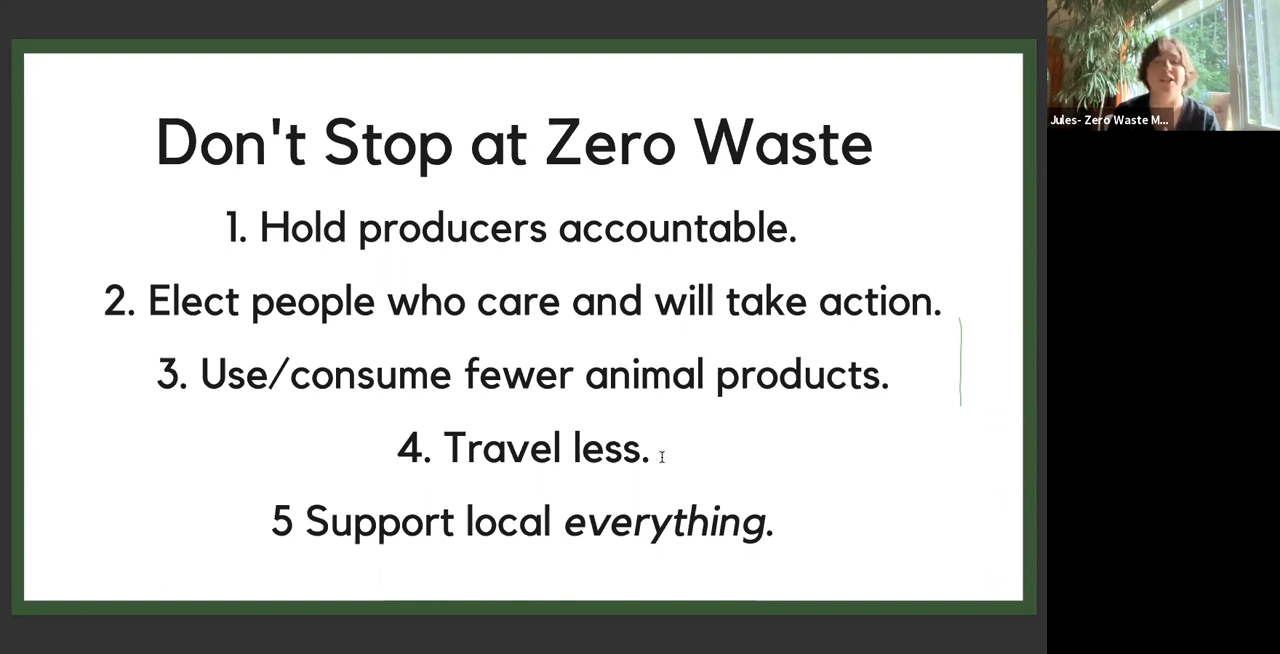 Don't Stop at Zero Waste
1. Hold producers accountable.
2. Elect people who care and will take action.
3. Use/consume fewer animal products.
4. Travel less.
5 Support local everything.
Jules- Zero Waste M...